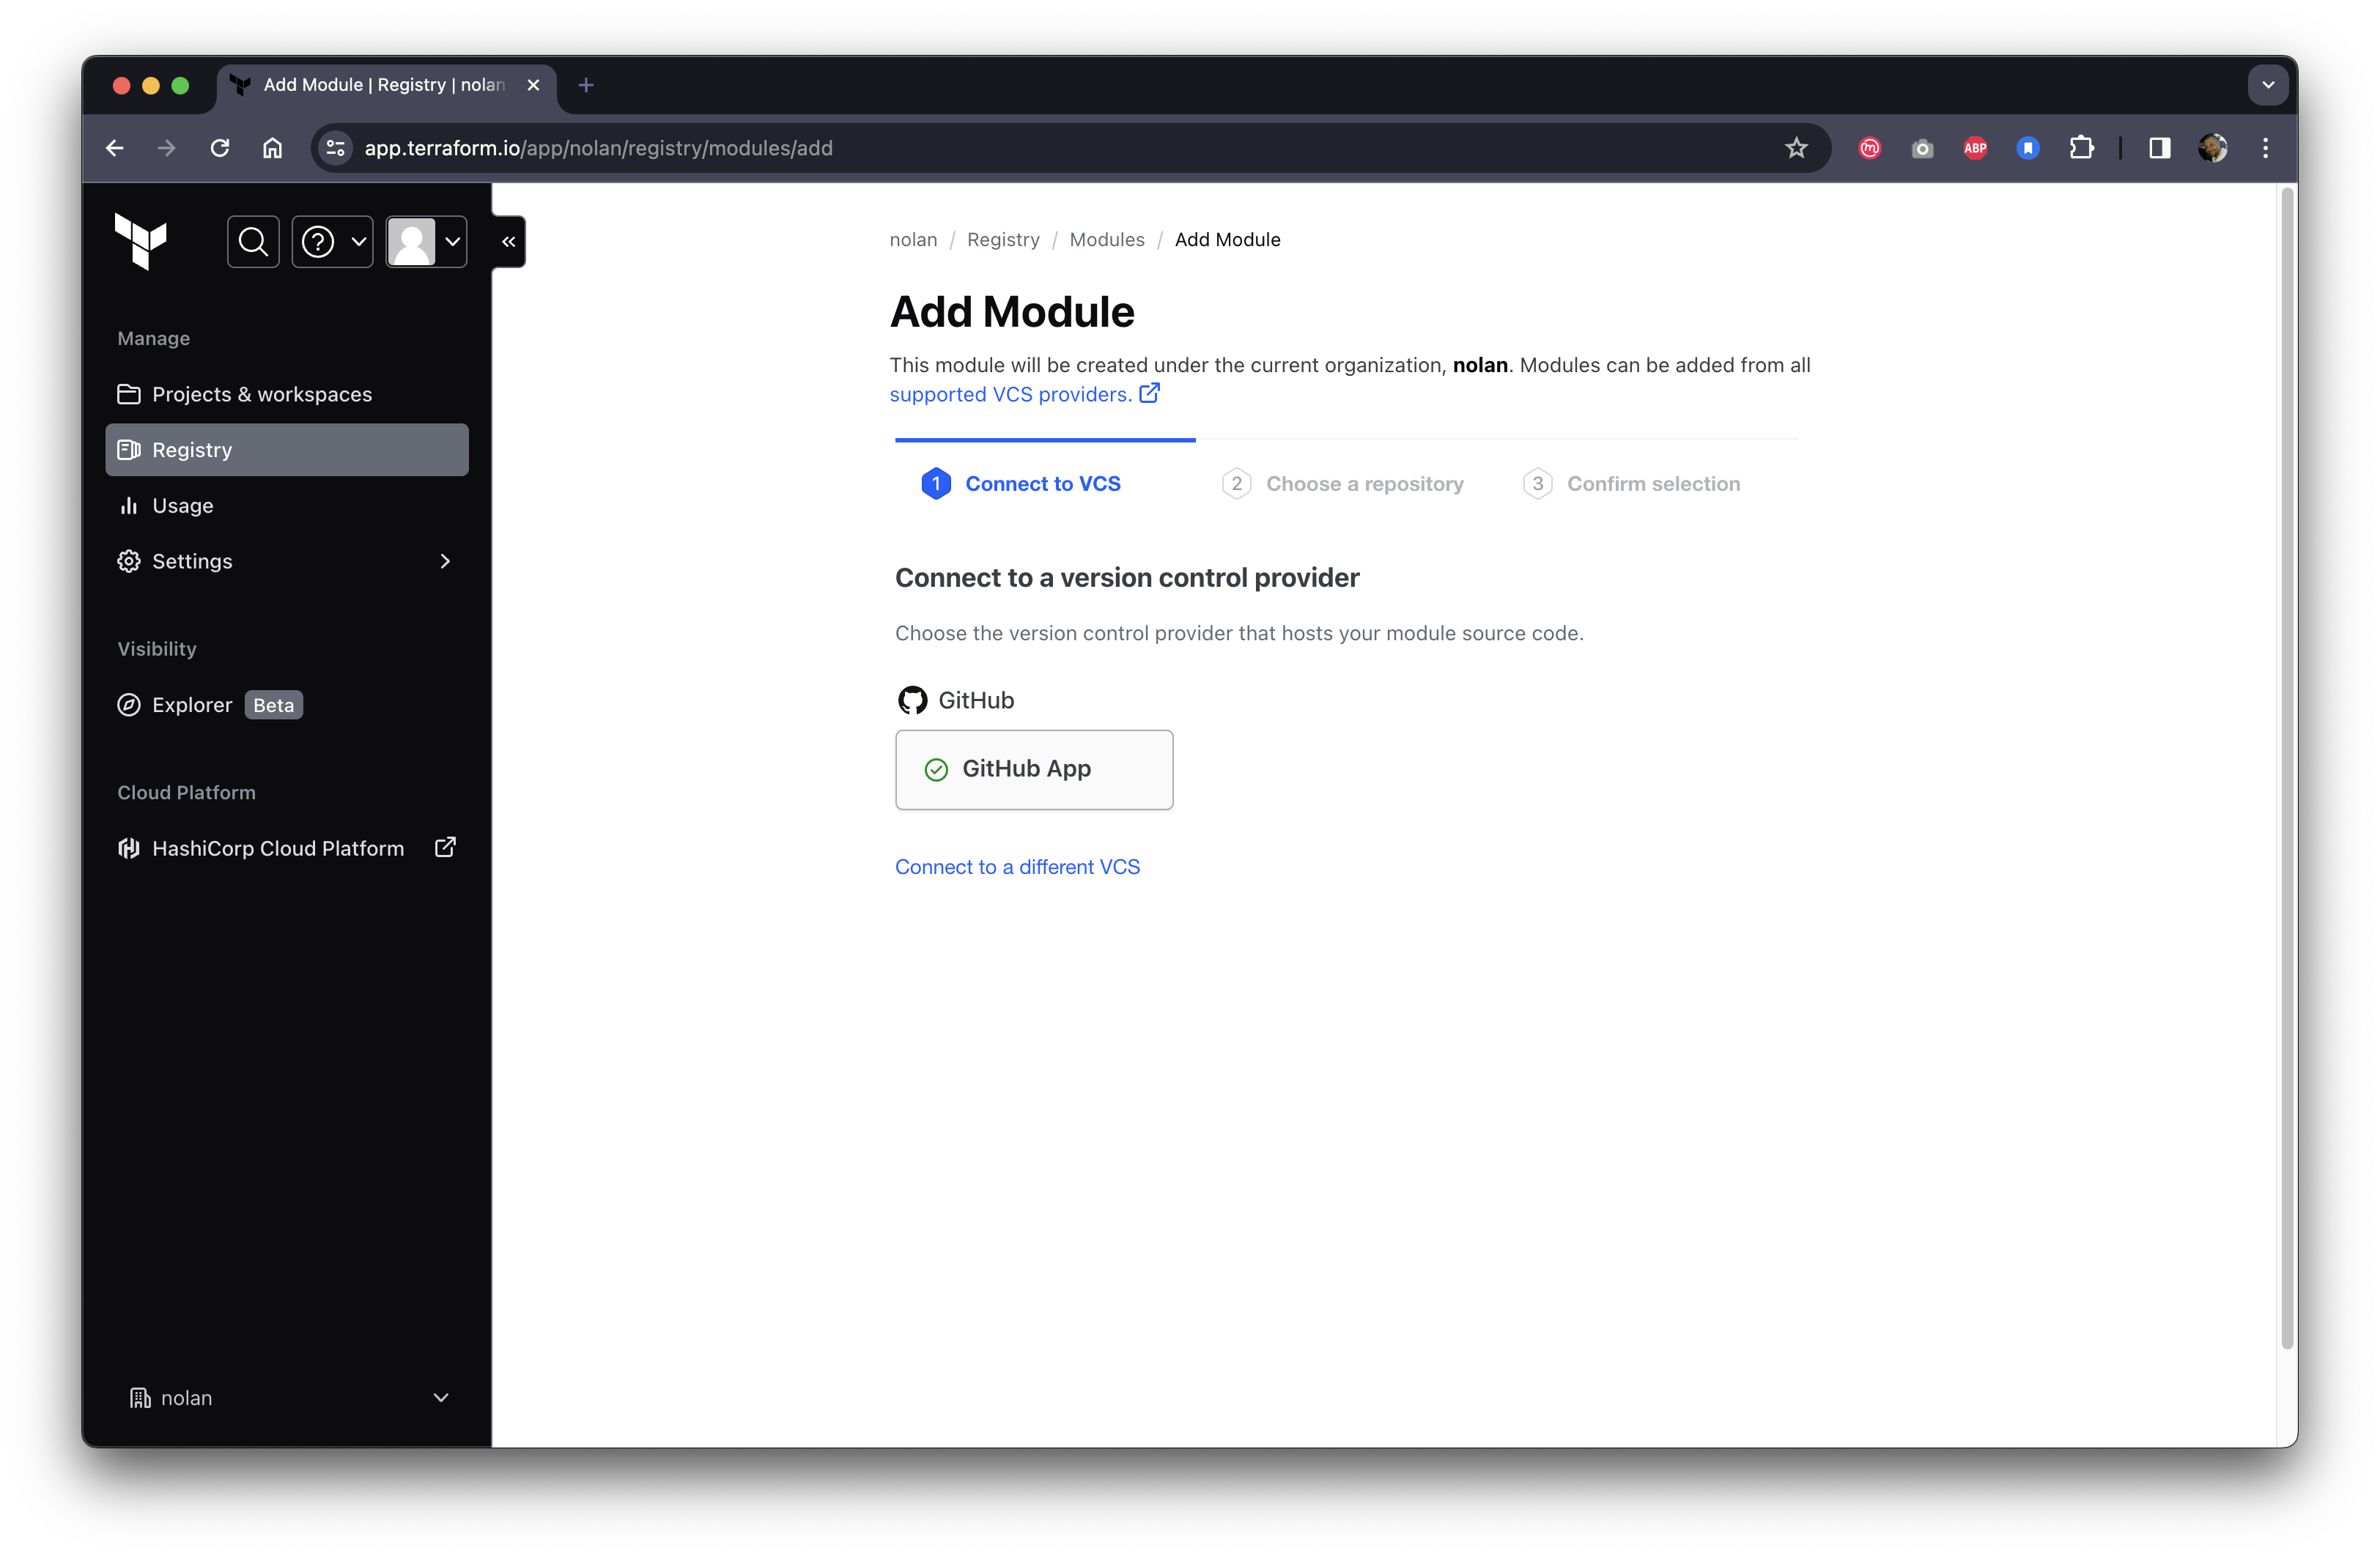 Add Module | Registry | nolan
app.terraform.io/app/nolan/registry/modules/add
ABP
Manage
Projects & workspaces
Registry
Usage
Settings
Visibility
Explorer Beta
Cloud Platform
HashiCorp Cloud Platform
nolan
nolan / Registry / Modules / Add Module
Add Module
This module will be created under the current organization, nolan. Modules can be added from all
supported VCS providers.
1 Connect to VCS
2 Choose a repository
3 Confirm selection
Connect to a version control provider
Choose the version control provider that hosts your module source code.
GitHub
GitHub App
Connect to a different VCS